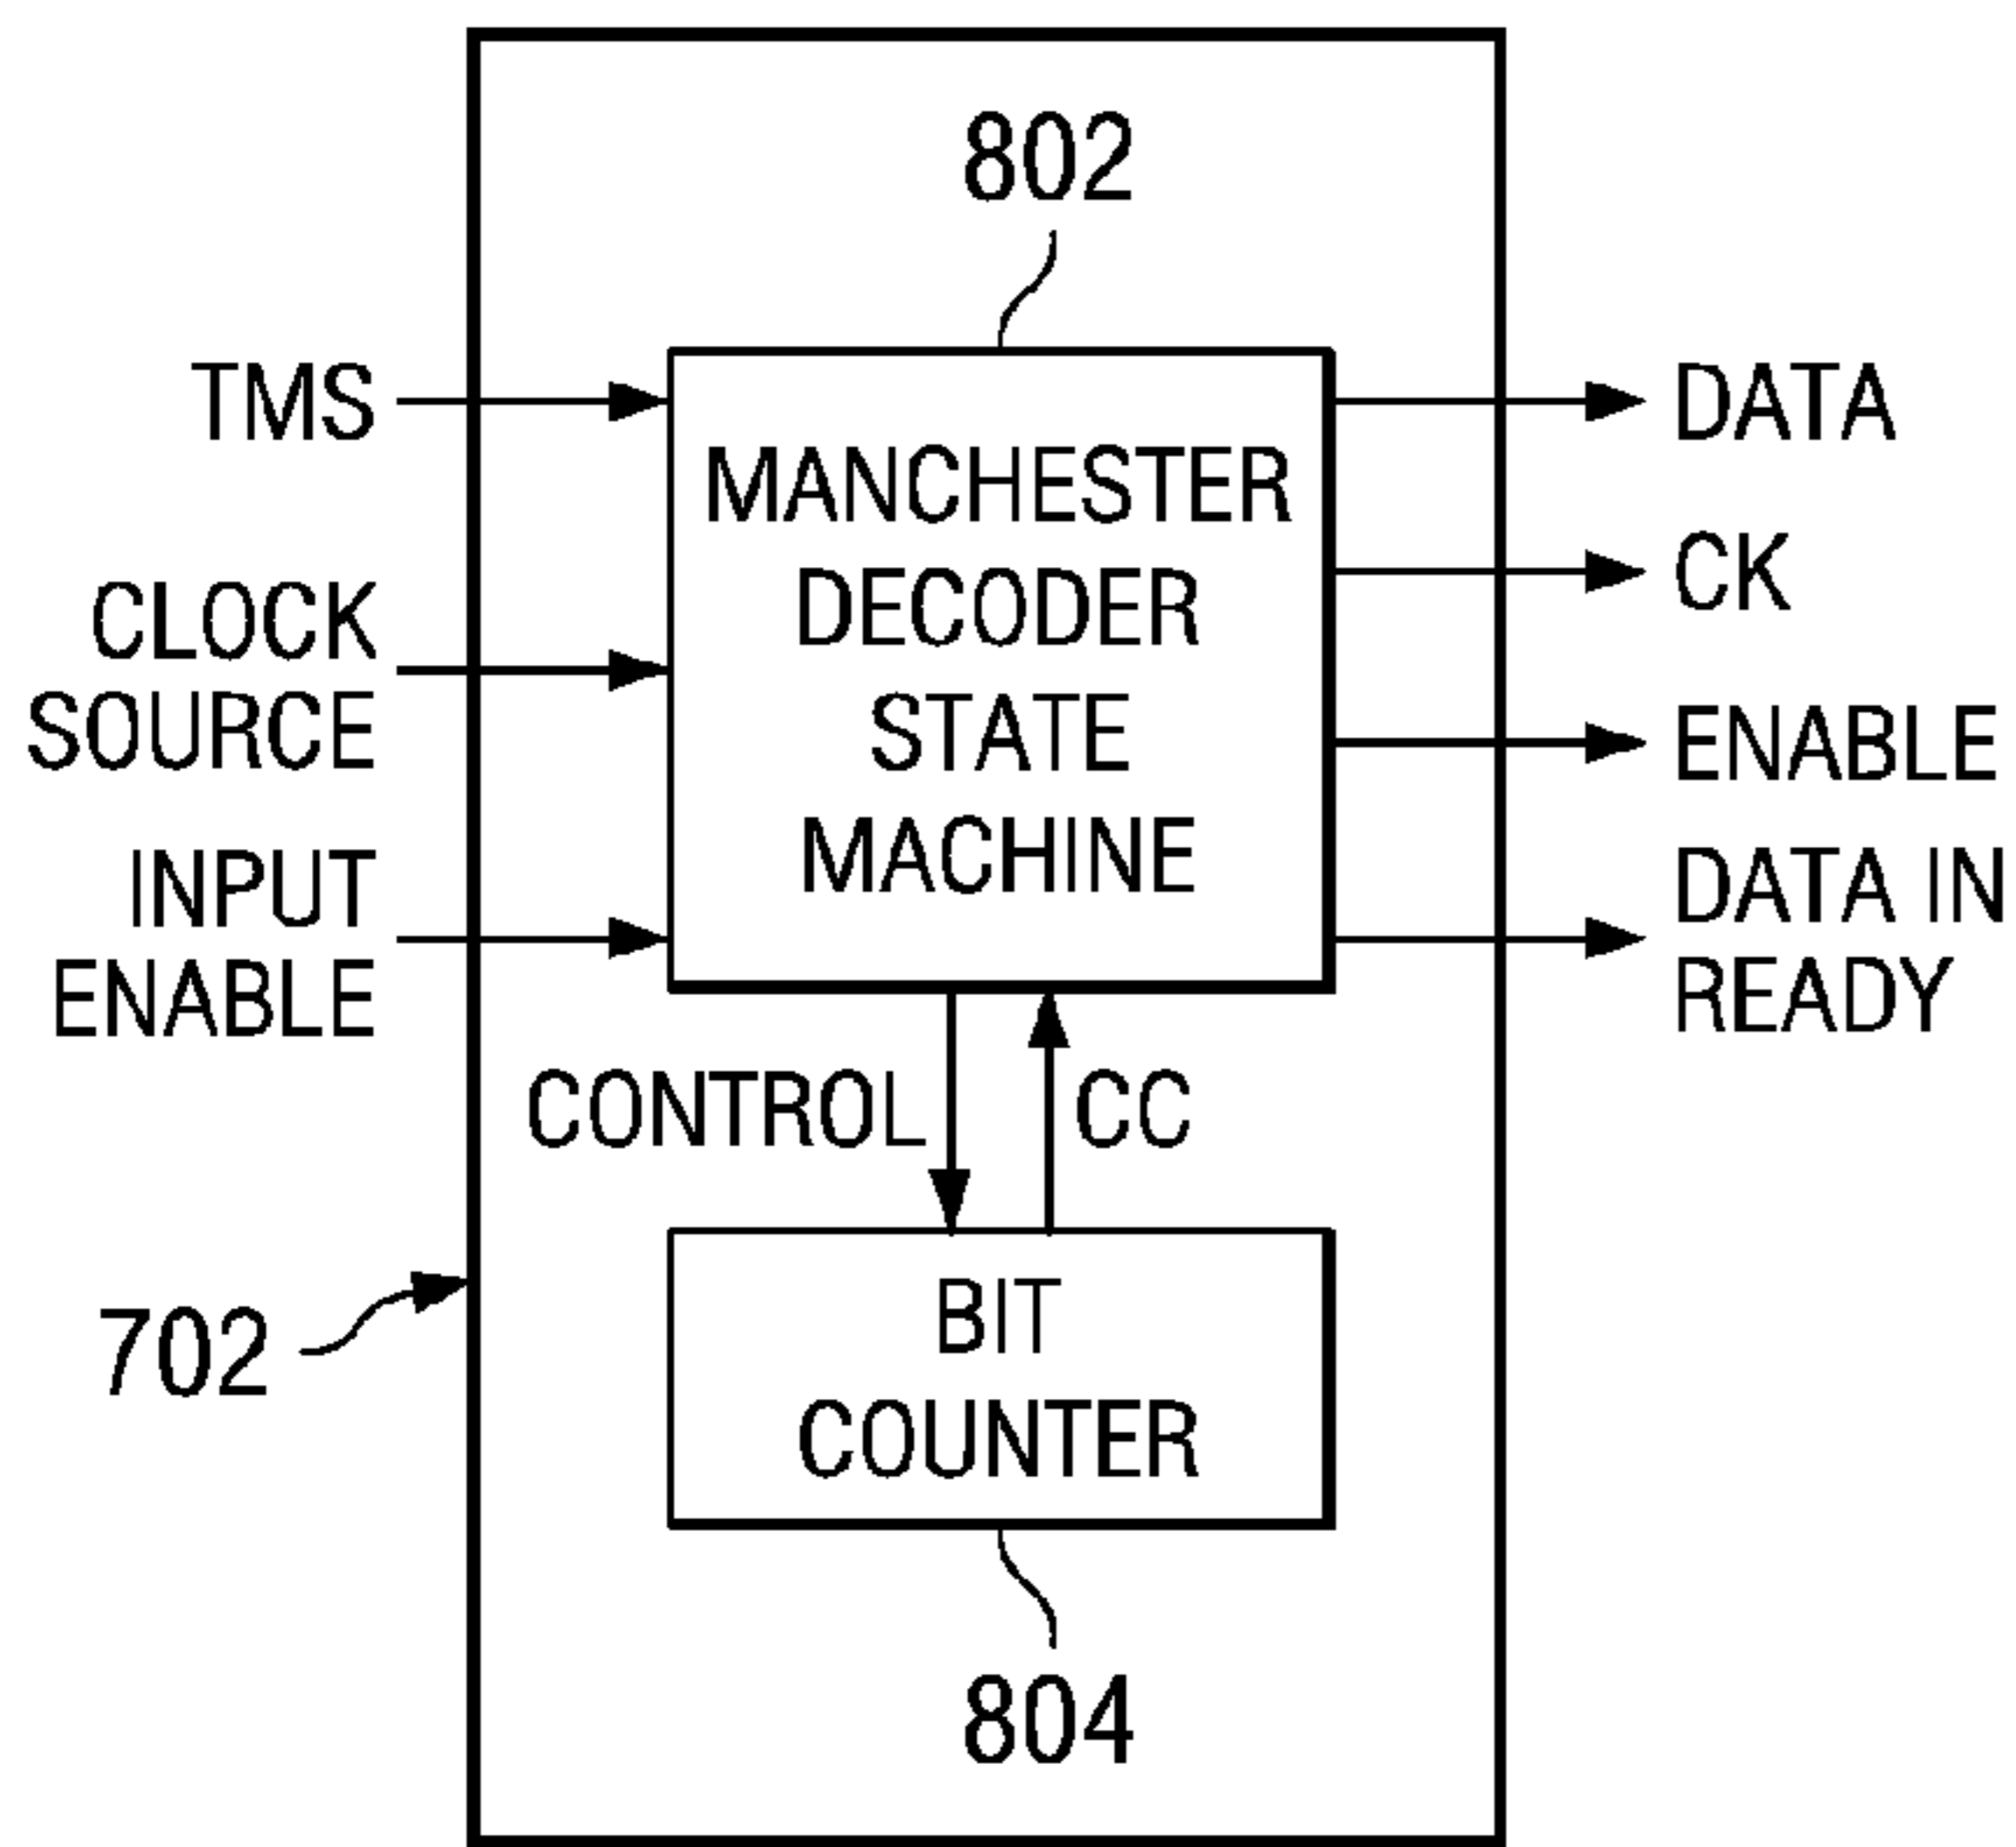 802
TMS
CLOCK
SOURCE
INPUT
ENABLE
MANCHESTER
DECODER
STATE
MACHINE
DATA
CK
ENABLE
DATA IN
READY
CONTROL
CC
702
BIT
COUNTER
804